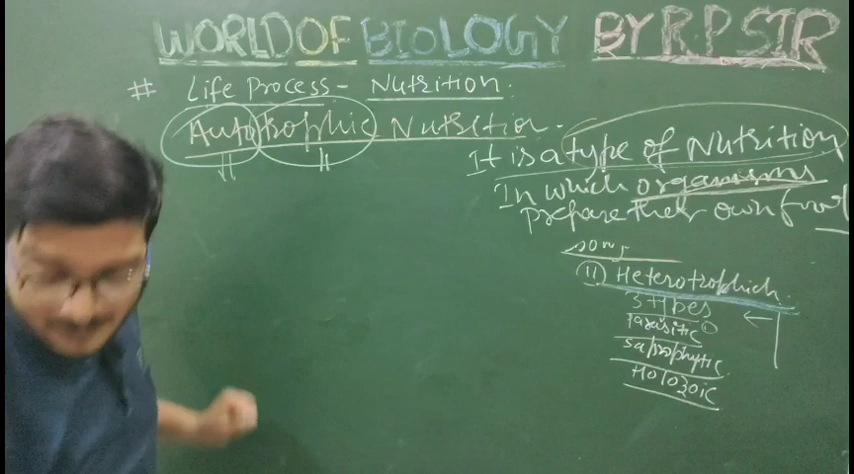 WORLD OF BIOLOGY BY R.P SIR
# Life Process - Nutrition.
Autotrophic Nutrition.
It is a type of Nutrition
In which organisms
prepare their own food
(ii) Heterotrophich.
3 types
Parasitic
Saprophytic
Holozoic